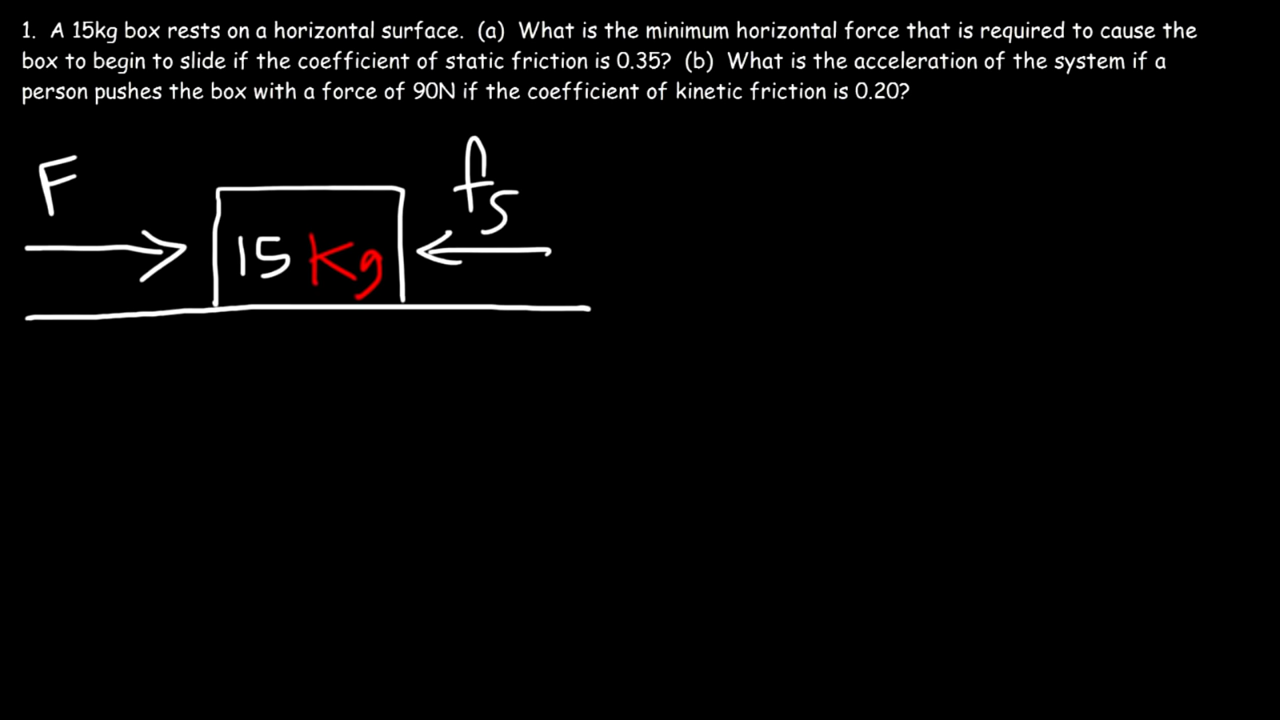 1. A 15kg box rests on a horizontal surface. (a) What is the minimum horizontal force that is required to cause the
box to begin to slide if the coefficient of static friction is 0.35? (b) What is the acceleration of the system if a
person pushes the box with a force of 90N if the coefficient of kinetic friction is 0.20?
F
fs
15 Kg